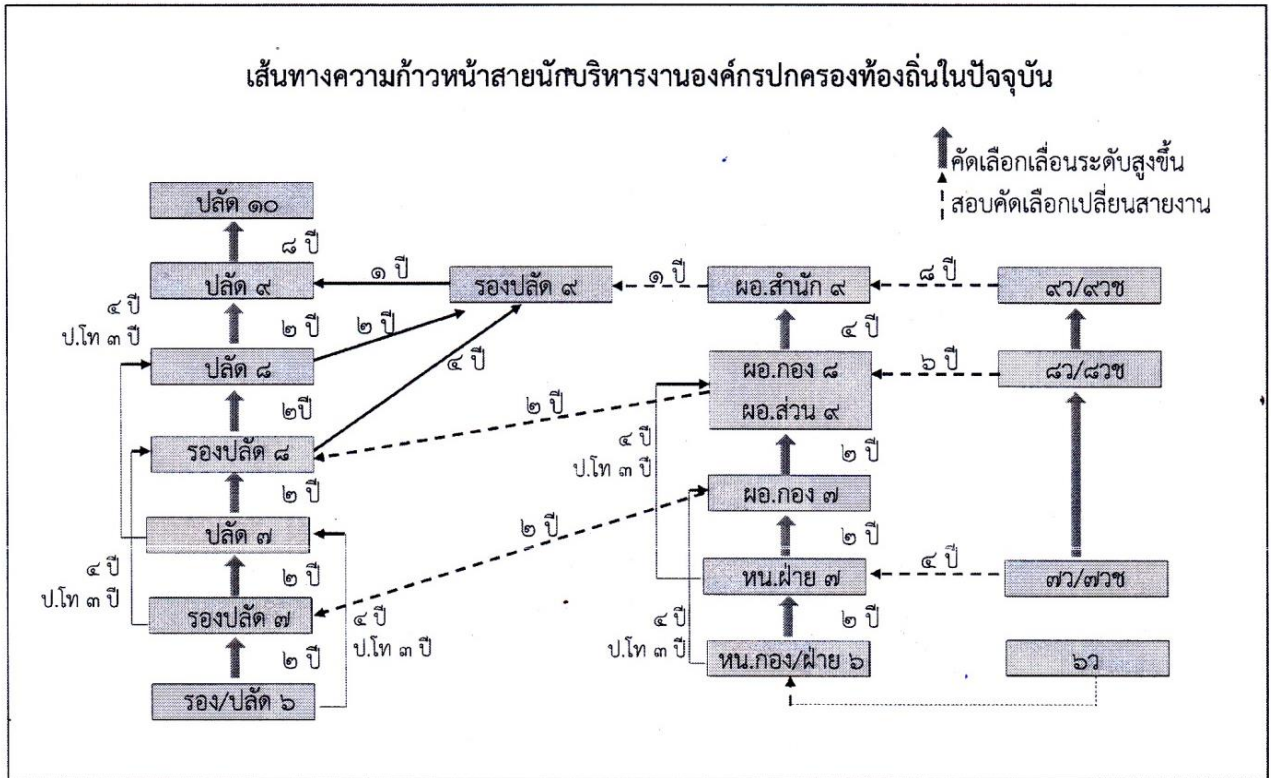 เส้นทางความก้าวหน้าสายนักบริหารงานองค์กรปกครองท้องถิ่นในปัจจุบัน
คัดเลือกเลื่อนระดับสูงขึ้น
สอบคัดเลือกเปลี่ยนสายงาน
ปลัด ๑๐
๘ ปี
ปลัด ๙
๑ ปี
รองปลัด ๙
๑ ปี
ผอ.สำนัก ๙
๘ ปี
๙ว/๙วช
๔ ปี
ป.โท ๓ ปี
๒ ปี
๒ ปี
๔ ปี
๔ ปี
ปลัด ๘
ผอ.กอง ๘
ผอ.ส่วน ๙
๖ ปี
๘ว/๘วช
๒ปี
๒ ปี
รองปลัด ๘
๔ ปี
ป.โท ๓ ปี
๒ ปี
๒ ปี
ผอ.กอง ๗
ปลัด ๗
๒ ปี
๒ ปี
๔ ปี
ป.โท ๓ ปี
๒ ปี
หน.ฝ่าย ๗
๔ ปี
๗ว/๗วช
รองปลัด ๗
๔ ปี
ป.โท ๓ ปี
๔ ปี
ป.โท ๓ ปี
๒ ปี
๒ ปี
หน.กอง/ฝ่าย ๖
๖ว
รอง/ปลัด ๖